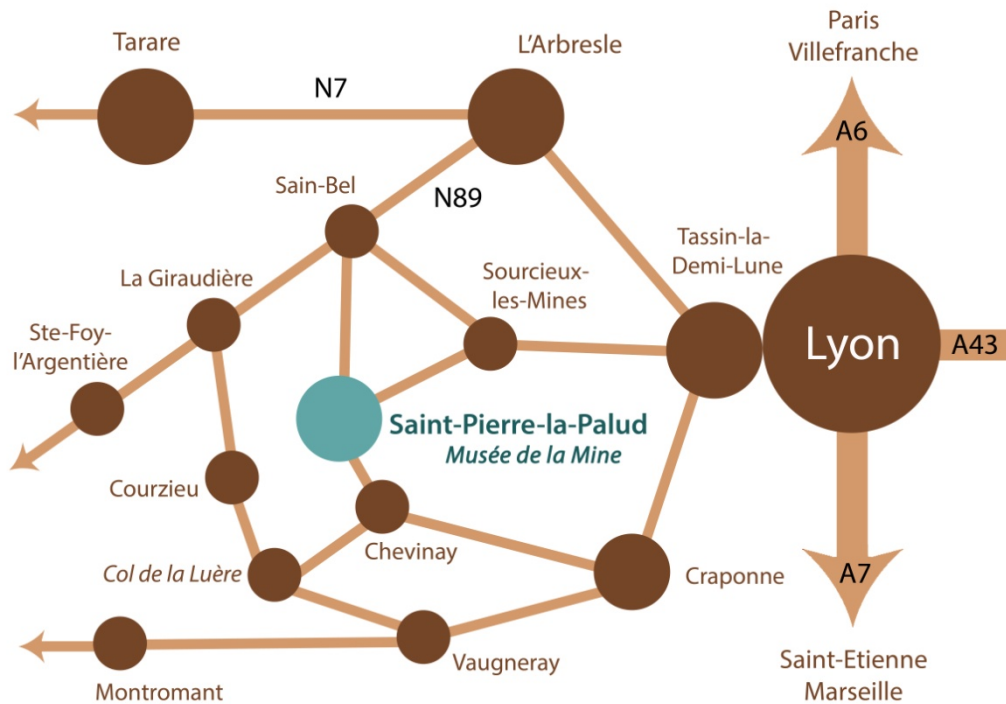 Paris
Villefranche
Tarare
L'Arbresle
N7
A6
Sain-Bel
N89
Tassin-la-
Demi-Lune
La Giraudière
Sourcieux-
les-Mines
Ste-Foy-
l'Argentière
Lyon
A43
Saint-Pierre-la-Palud
Musée de la Mine
Courzieu
Chevinay
Col de la Luère
Craponne
A7
Vaugneray
Montromant
Saint-Etienne
Marseille